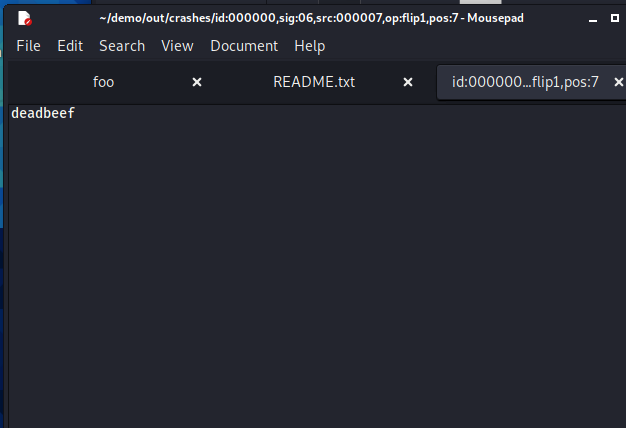 ~/demo/out/crashes/id:000000,sig:06,src:000007,op:flip1,pos:7 - Mousepad
File Edit Search View Document Help
foo README.txt id:000000...flip1,pos:7
deadbeef